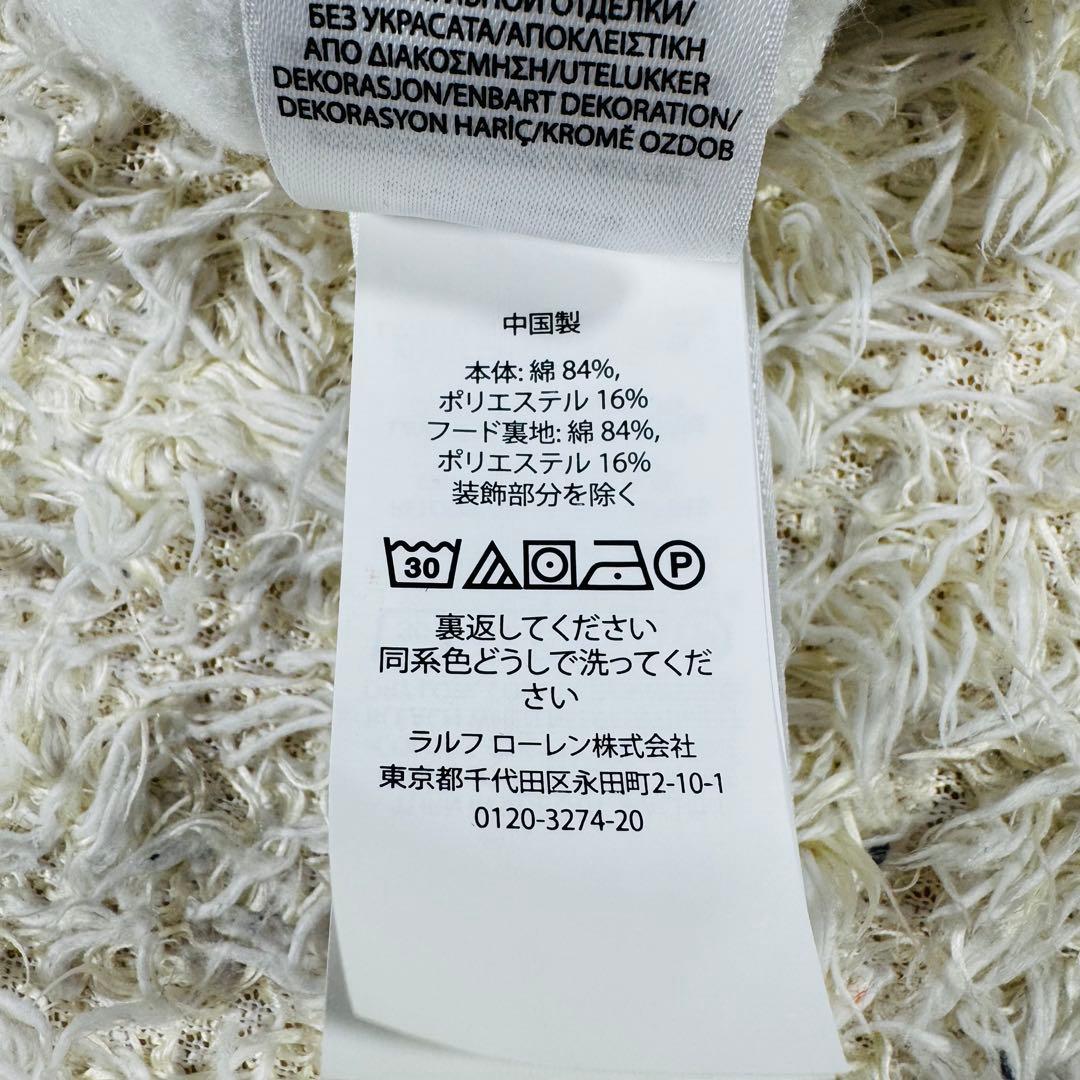 ОТДЕЛКИ/
БЕЗ УКРАСАТА/ΑΠΟΚΛΕΙΣΤΙΚΗ
ΑΠΟ ΔΙΑΚΟΣΜΗΣΗ/UTELUKKER
DEKORASJON/ENBART DEKORATION/
DEKORASYON HARİÇ/KROMĚ OZDOB
中国製
本体: 綿 84%,
ポリエステル 16%
フード裏地: 綿 84%,
ポリエステル 16%
装飾部分を除く
30 P
裏返してください
同系色どうしで洗ってくだ
さい
ラルフ ローレン株式会社
東京都千代田区永田町2-10-1
0120-3274-20